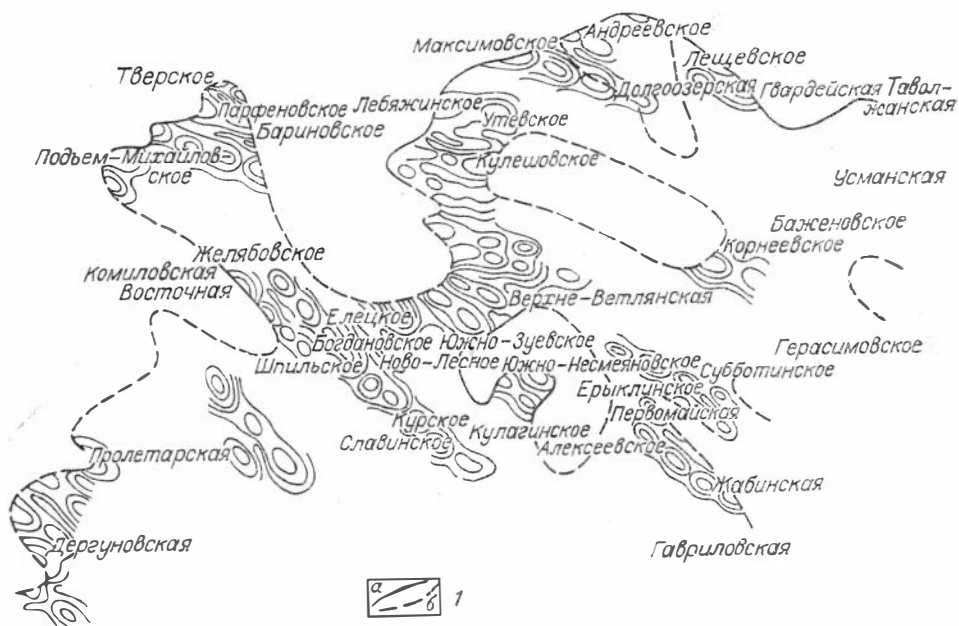 Андреевское
Максимовское
Лещевское
Тверское
Долгоозерская
Гвардейская
Таволжанская
Парфеновское
Лебяжинское
Утевское
Бариновское
Подъем-Михайлов-
ское
Кулешовское
Усманская
Баженовское
Корнеевское
Желябовское
Комиловская
Восточная
Верхне-Ветлянская
Елецкое
Богдановское
Южно-Зуевское
Герасимовское
Шпильское
Ново-Лесное
Южно-Несмеяновское
Субботинское
Ерыклинское
Первомайская
Курское
Кулагинское
Славинское
Алексеевское
Пролетарская
Жабинская
Дергуновская
Гавриловская
а
б
1